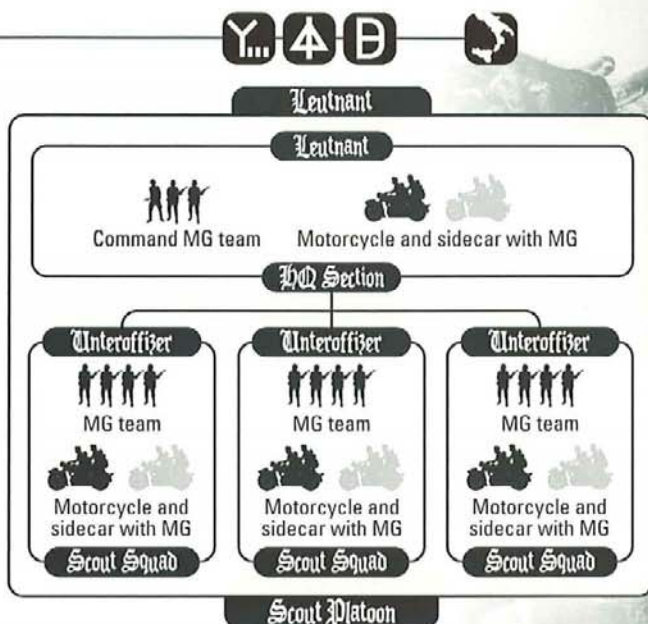 Leutnant
Leutnant
Command MG team
Motorcycle and sidecar with MG
HQ Section
Unteroffizer
MG team
Motorcycle and
sidecar with MG
Scout Squad
Unteroffizer
MG team
Motorcycle and
sidecar with MG
Scout Squad
Unteroffizer
MG team
Motorcycle and
sidecar with MG
Scout Squad
Scout Platoon